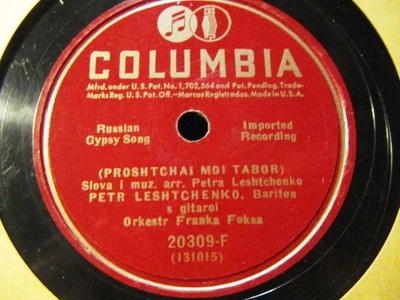 COLUMBIA
Mfrd. under U.S. Pat. No. 1,702,564 and Pat. Pending. Trade-
Marks Reg. U.S. Pat. Off.—Marcas Registradas. Made in U.S.A.
Russian
Gypsy Song
Imported
Recording
(PROSHTCHAI MOI TABOR)
Slova i muz. arr. Petra Leshtchenko
PETR LESHTCHENKO, Bariton
s gitaroi
Orkestr Franka Foksa
20309-F
(131015)